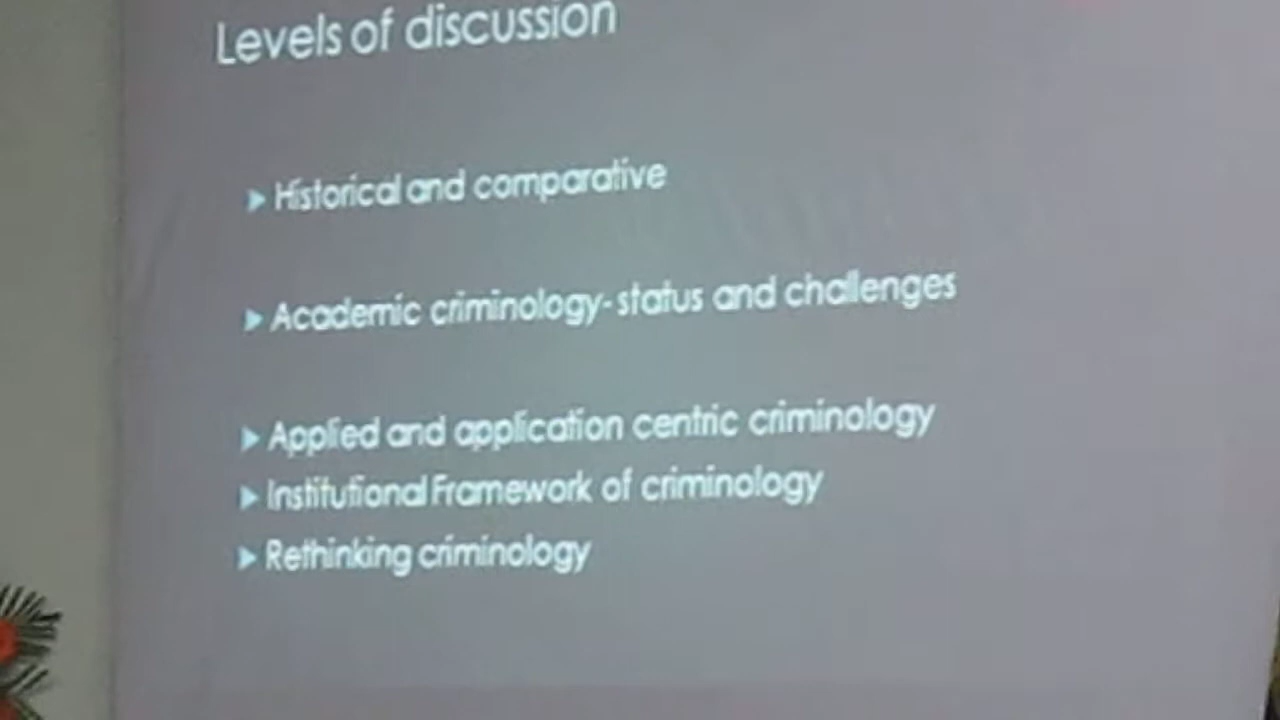 Levels of discussion
Historical and comparative
Academic criminology- status and challenges
Applied and application centric criminology
Institutional Framework of criminology
Rethinking criminology